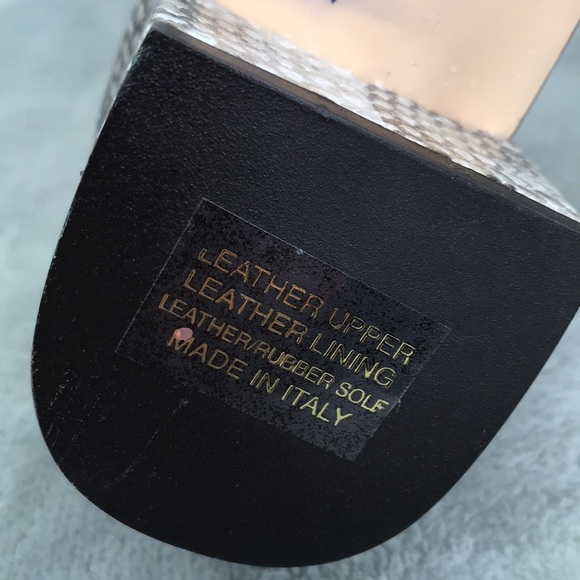 LEATHER UPPER
LEATHER LINING
LEATHER/RUBBER SOLE
MADE IN ITALY